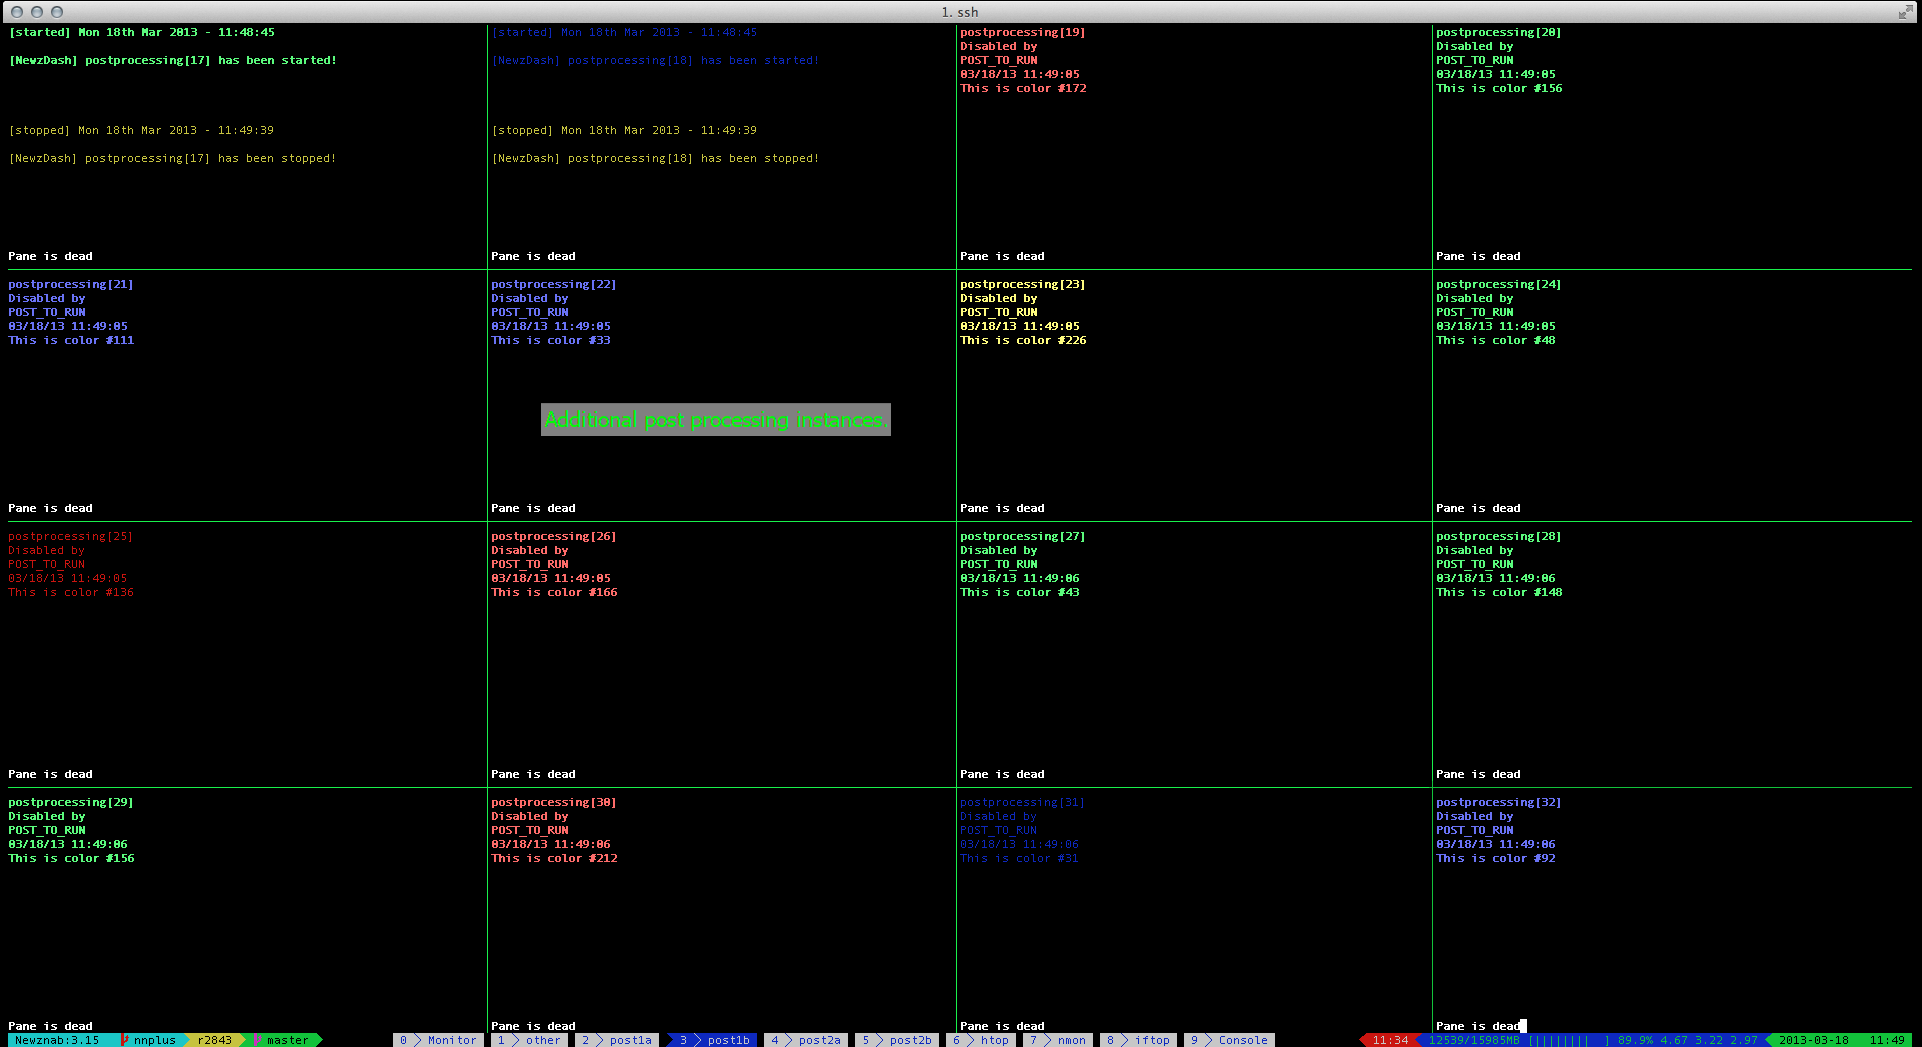 1. ssh
[started] Mon 18th Mar 2013 - 11:48:45
[NewzDash] postprocessing[17] has been started!
[stopped] Mon 18th Mar 2013 - 11:49:39
[NewzDash] postprocessing[17] has been stopped!
Pane is dead
[started] Mon 18th Mar 2013 - 11:48:45
[NewzDash] postprocessing[18] has been started!
[stopped] Mon 18th Mar 2013 - 11:49:39
[NewzDash] postprocessing[18] has been stopped!
Pane is dead
postprocessing[19]
Disabled by
POST_TO_RUN
03/18/13 11:49:05
This is color #172
Pane is dead
postprocessing[20]
Disabled by
POST_TO_RUN
03/18/13 11:49:05
This is color #156
Pane is dead
postprocessing[21]
Disabled by
POST_TO_RUN
03/18/13 11:49:05
This is color #111
Pane is dead
postprocessing[22]
Disabled by
POST_TO_RUN
03/18/13 11:49:05
This is color #33
Additional post processing instances.
Pane is dead
postprocessing[23]
Disabled by
POST_TO_RUN
03/18/13 11:49:05
This is color #226
Pane is dead
postprocessing[24]
Disabled by
POST_TO_RUN
03/18/13 11:49:05
This is color #48
Pane is dead
postprocessing[25]
Disabled by
POST_TO_RUN
03/18/13 11:49:05
This is color #136
Pane is dead
postprocessing[26]
Disabled by
POST_TO_RUN
03/18/13 11:49:05
This is color #166
Pane is dead
postprocessing[27]
Disabled by
POST_TO_RUN
03/18/13 11:49:06
This is color #43
Pane is dead
postprocessing[28]
Disabled by
POST_TO_RUN
03/18/13 11:49:06
This is color #148
Pane is dead
postprocessing[29]
Disabled by
POST_TO_RUN
03/18/13 11:49:06
This is color #156
Pane is dead
postprocessing[30]
Disabled by
POST_TO_RUN
03/18/13 11:49:06
This is color #212
Pane is dead
postprocessing[31]
Disabled by
POST_TO_RUN
03/18/13 11:49:06
This is color #31
Pane is dead
postprocessing[32]
Disabled by
POST_TO_RUN
03/18/13 11:49:06
This is color #92
Pane is dead
Newznab:3.15 nnplus r2843 master 0 Monitor 1 other 2 post1a 3 post1b 4 post2a 5 post2b 6 htop 7 nmon 8 iftop 9 Console 11:34 12539/15985MB [|||||||| ] 89.9% 4.67 3.22 2.97 2013-03-18 11:49